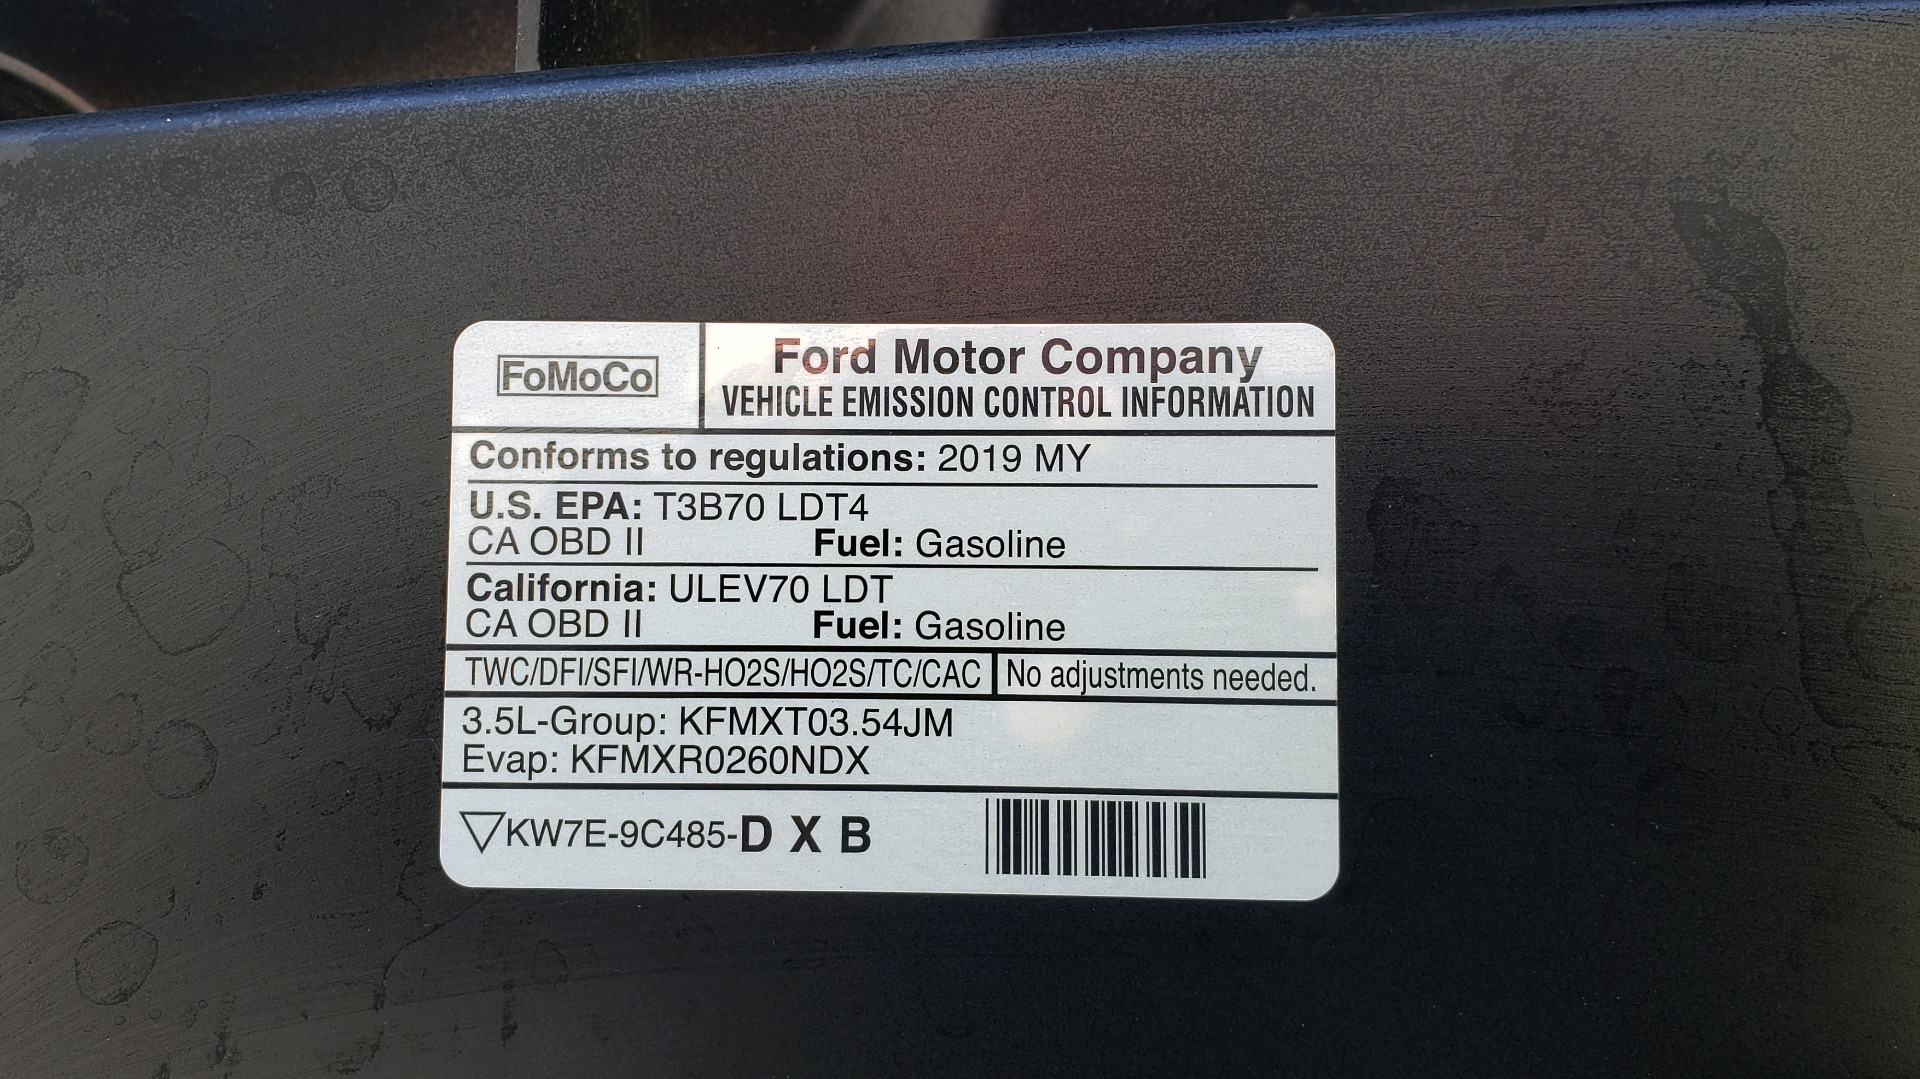 FoMoCo
Ford Motor Company
VEHICLE EMISSION CONTROL INFORMATION
Conforms to regulations: 2019 MY
U.S. EPA: T3B70 LDT4
CA OBD II Fuel: Gasoline
California: ULEV70 LDT
CA OBD II Fuel: Gasoline
TWC/DFI/SFI/WR-HO2S/HO2S/TC/CAC No adjustments needed.
3.5L-Group: KFMXT03.54JM
Evap: KFMXR0260NDX
▽KW7E-9C485-D X B